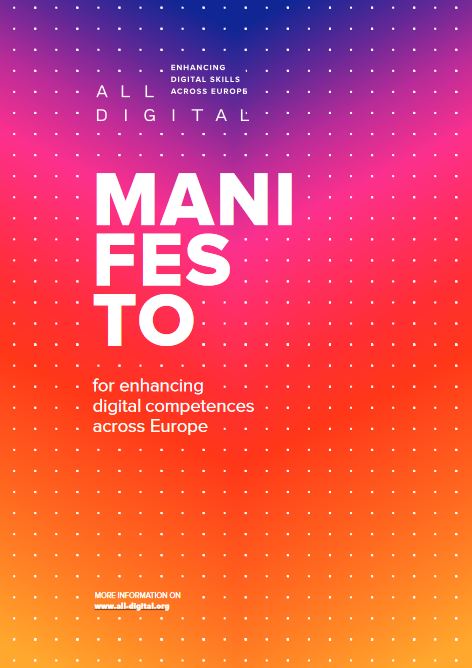 ENHANCING
DIGITAL SKILLS
ACROSS EUROPE
ALL
DIGITAL
MANI
FES
TO
for enhancing
digital competences
across Europe
MORE INFORMATION ON
www.all-digital.org